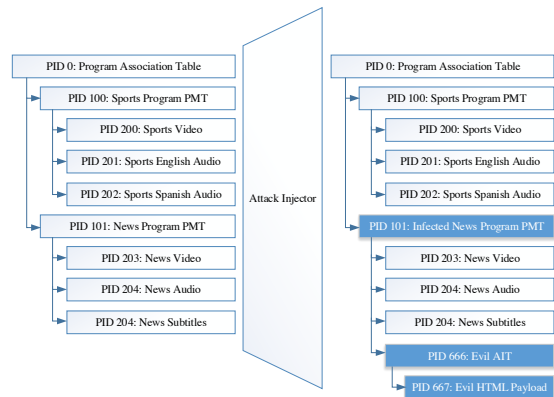 PID 0: Program Association Table
PID 100: Sports Program PMT
PID 200: Sports Video
PID 201: Sports English Audio
PID 202: Sports Spanish Audio
PID 101: News Program PMT
PID 203: News Video
PID 204: News Audio
PID 204: News Subtitles
Attack Injector
PID 0: Program Association Table
PID 100: Sports Program PMT
PID 200: Sports Video
PID 201: Sports English Audio
PID 202: Sports Spanish Audio
PID 101: Infected News Program PMT
PID 203: News Video
PID 204: News Audio
PID 204: News Subtitles
PID 666: Evil AIT
PID 667: Evil HTML Payload